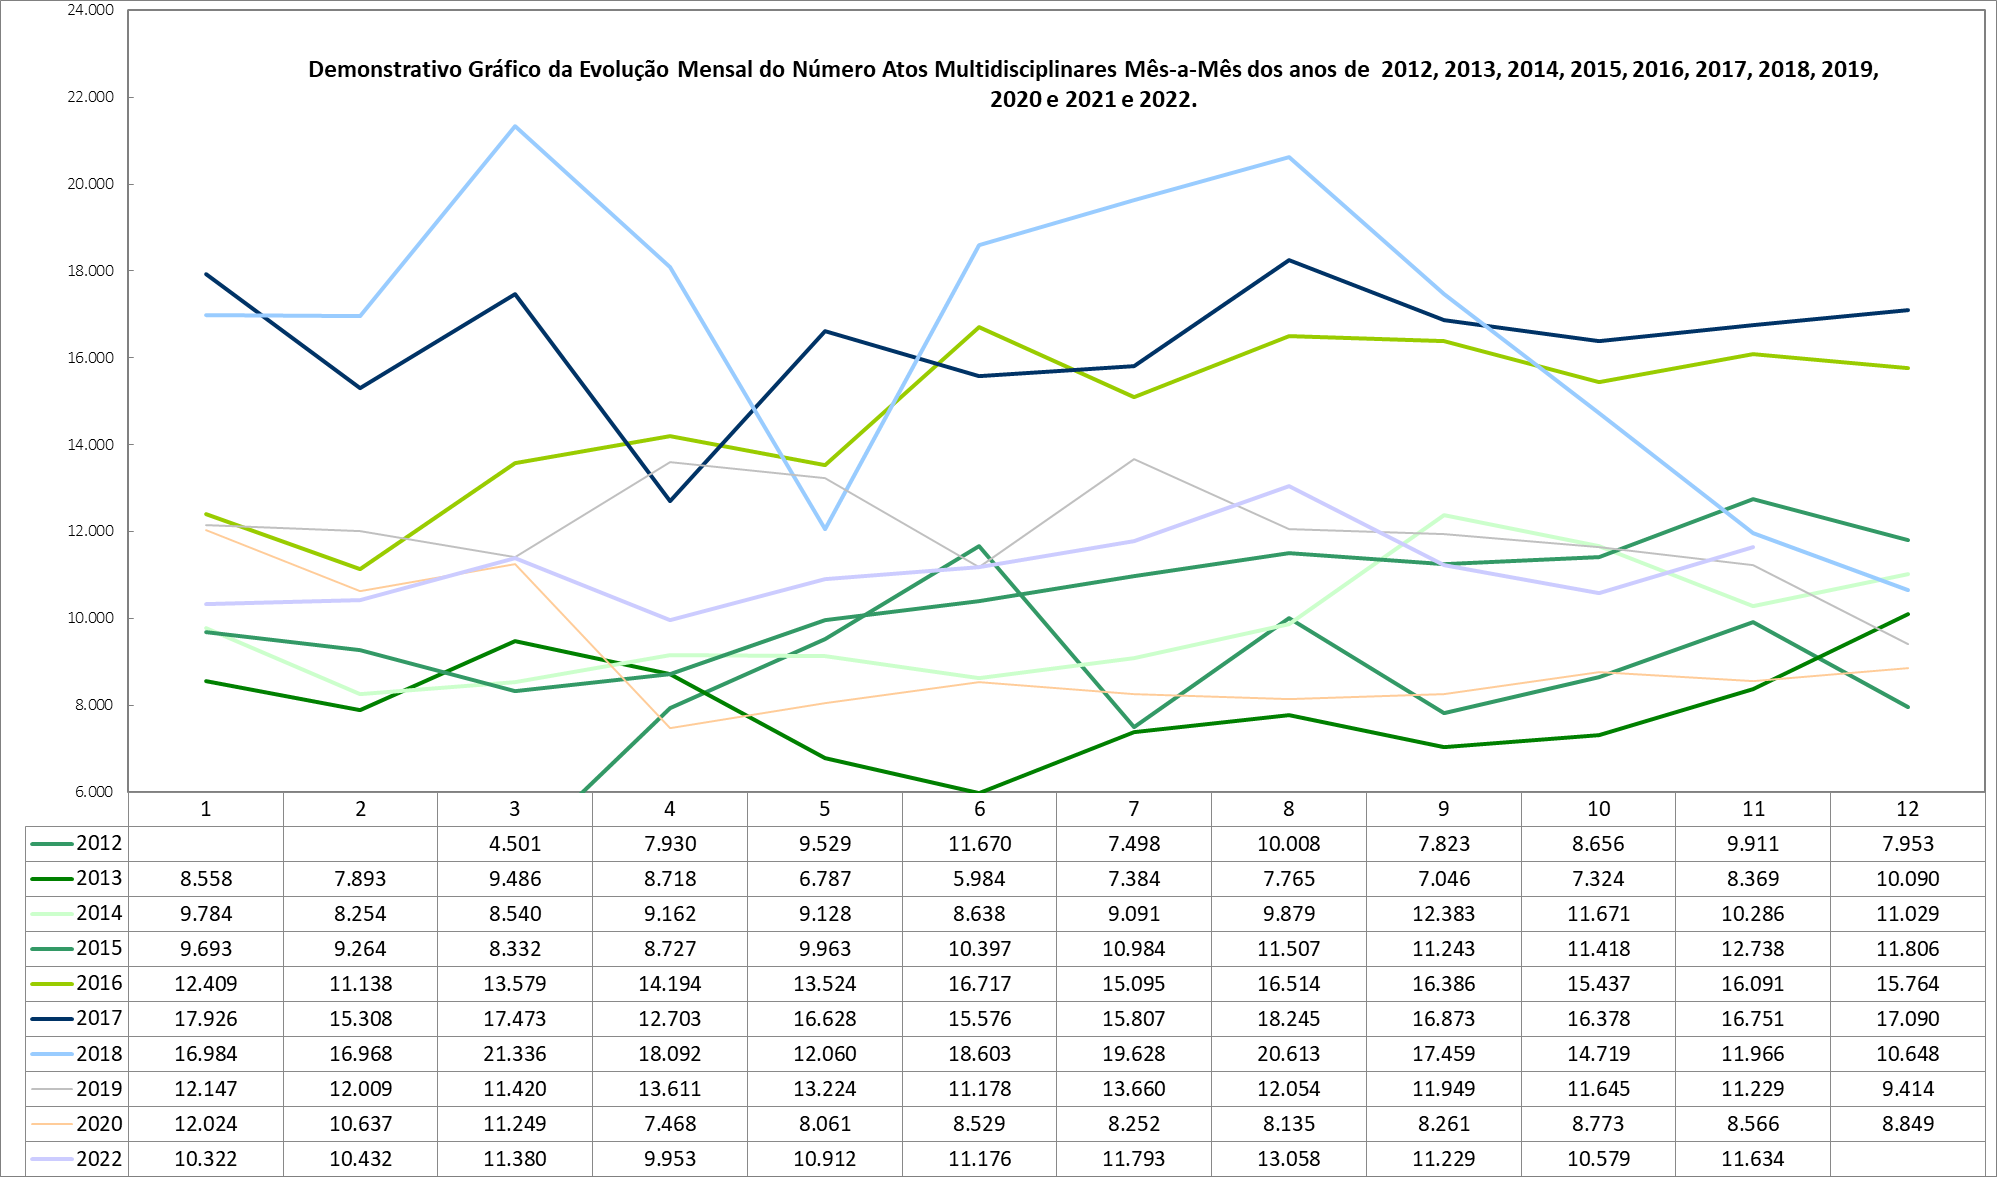 24.000
Demonstrativo Gráfico da Evolução Mensal do Número Atos Multidisciplinares Mês-a-Mês dos anos de 2012, 2013, 2014, 2015, 2016, 2017, 2018, 2019,
2020 e 2021 e 2022.
22.000
20.000
18.000
16.000
14.000
12.000
10.000
8.000
6.000
1 2 3 4 5 6 7 8 9 10 11 12
2012 4.501 7.930 9.529 11.670 7.498 10.008 7.823 8.656 9.911 7.953
2013 8.558 7.893 9.486 8.718 6.787 5.984 7.384 7.765 7.046 7.324 8.369 10.090
2014 9.784 8.254 8.540 9.162 9.128 8.638 9.091 9.879 12.383 11.671 10.286 11.029
2015 9.693 9.264 8.332 8.727 9.963 10.397 10.984 11.507 11.243 11.418 12.738 11.806
2016 12.409 11.138 13.579 14.194 13.524 16.717 15.095 16.514 16.386 15.437 16.091 15.764
2017 17.926 15.308 17.473 12.703 16.628 15.576 15.807 18.245 16.873 16.378 16.751 17.090
2018 16.984 16.968 21.336 18.092 12.060 18.603 19.628 20.613 17.459 14.719 11.966 10.648
2019 12.147 12.009 11.420 13.611 13.224 11.178 13.660 12.054 11.949 11.645 11.229 9.414
2020 12.024 10.637 11.249 7.468 8.061 8.529 8.252 8.135 8.261 8.773 8.566 8.849
2022 10.322 10.432 11.380 9.953 10.912 11.176 11.793 13.058 11.229 10.579 11.634